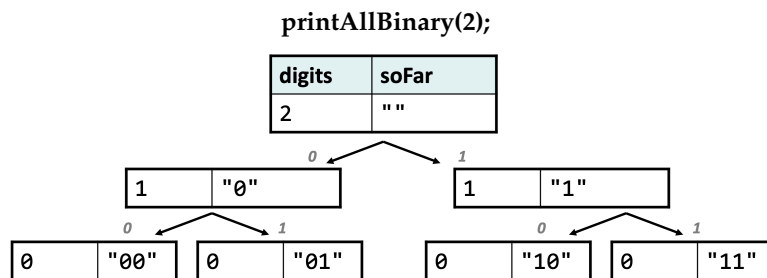 printAllBinary(2);
digits soFar
2 ""
0 1
1 "0" 1 "1"
0 1 0 1
0 "00" 0 "01" 0 "10" 0 "11"